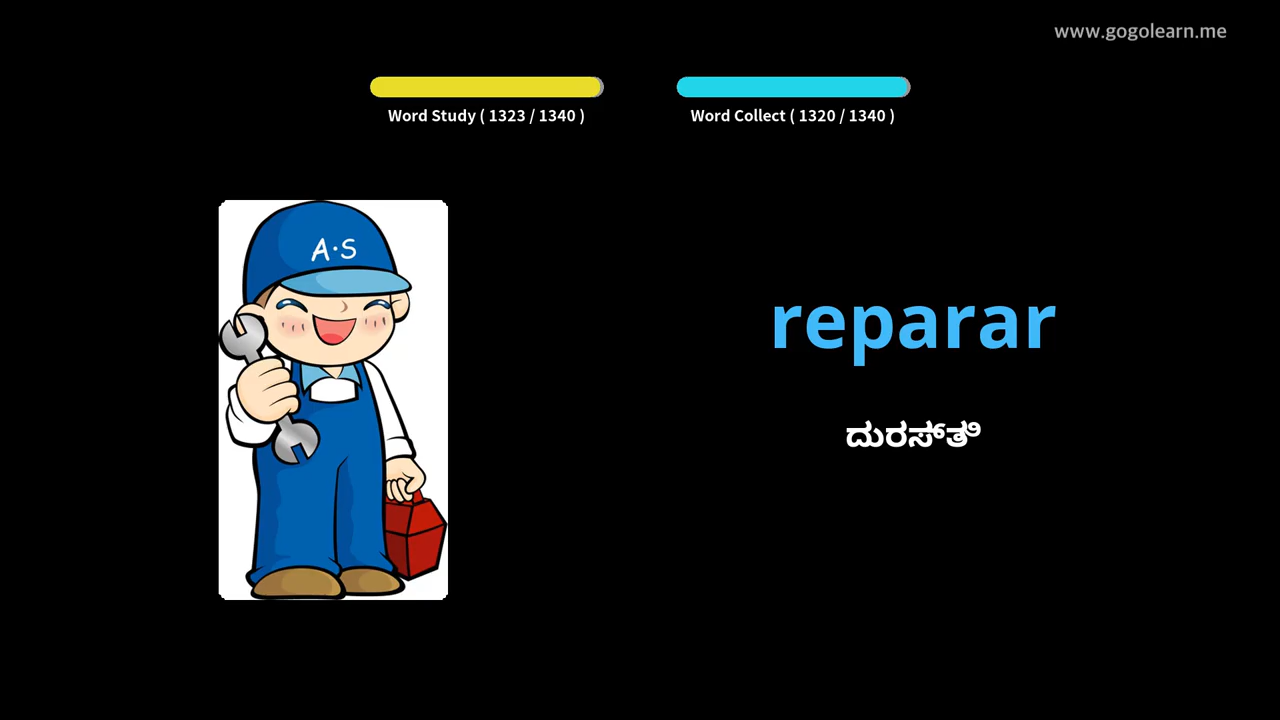 www.gogolearn.me
Word Study ( 1323 / 1340 )
Word Collect ( 1320 / 1340 )
A·S
reparar
ದುರಸ್ತಿ